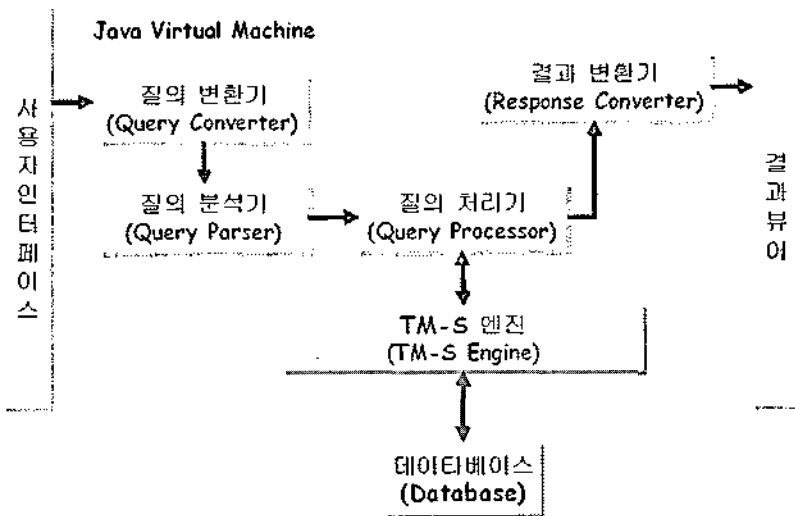 Java Virtual Machine
사용자인터페이스
질의 변환기
(Query Converter)
결과 변환기
(Response Converter)
질의 분석기
(Query Parser)
질의 처리기
(Query Processor)
결과뷰어
TM-S 엔진
(TM-S Engine)
데이타베이스
(Database)